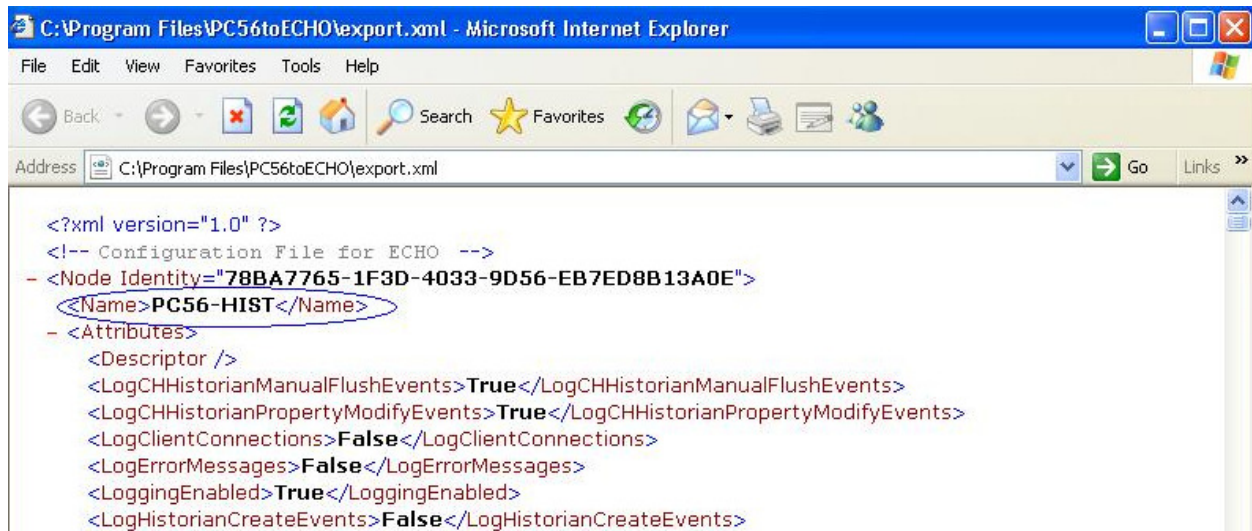 C:\Program Files\PC56toECHO\export.xml - Microsoft Internet Explorer
File Edit View Favorites Tools Help
Back Search Favorites
Address C:\Program Files\PC56toECHO\export.xml Go Links »
<?xml version="1.0" ?>
<!-- Configuration File for ECHO -->
- <Node Identity="78BA7765-1F3D-4033-9D56-EB7ED8B13A0E">
<Name>PC56-HIST</Name>
- <Attributes>
<Descriptor />
<LogCHHistorianManualFlushEvents>True</LogCHHistorianManualFlushEvents>
<LogCHHistorianPropertyModifyEvents>True</LogCHHistorianPropertyModifyEvents>
<LogClientConnections>False</LogClientConnections>
<LogErrorMessages>False</LogErrorMessages>
<LoggingEnabled>True</LoggingEnabled>
<LogHistorianCreateEvents>False</LogHistorianCreateEvents>